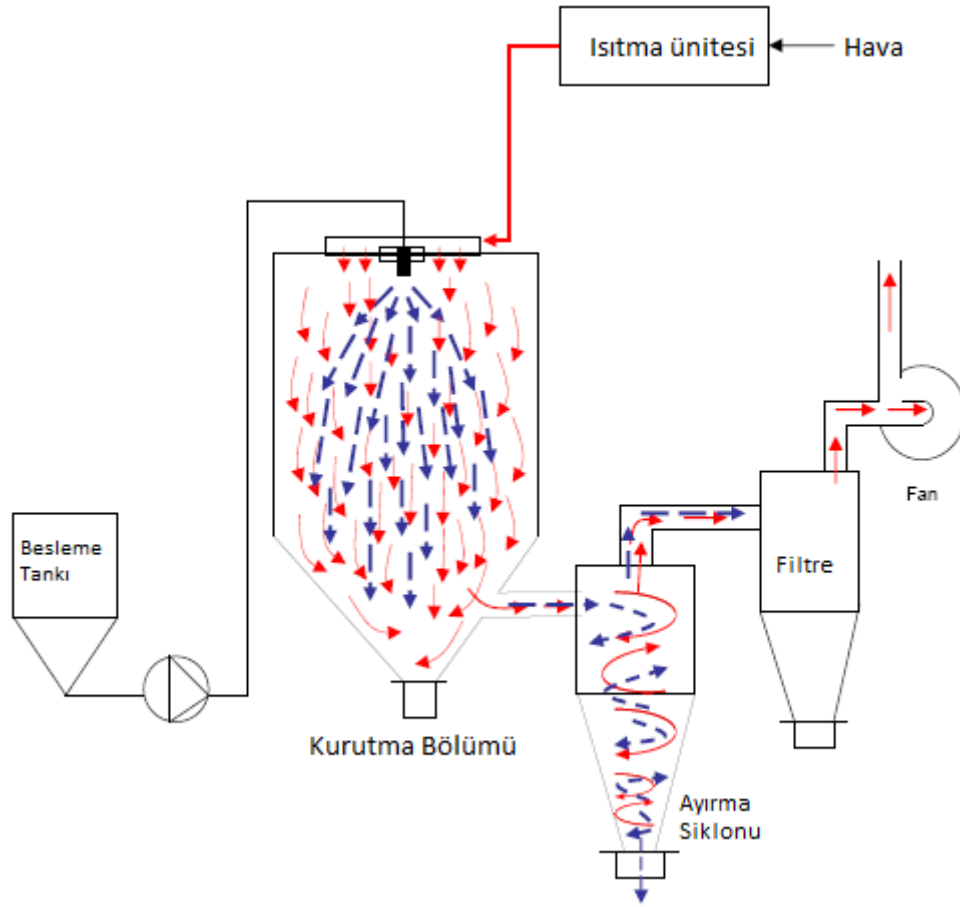 Isıtma ünitesi
Hava
Besleme
Tankı
Kurutma Bölümü
Ayırma
Siklonu
Filtre
Fan